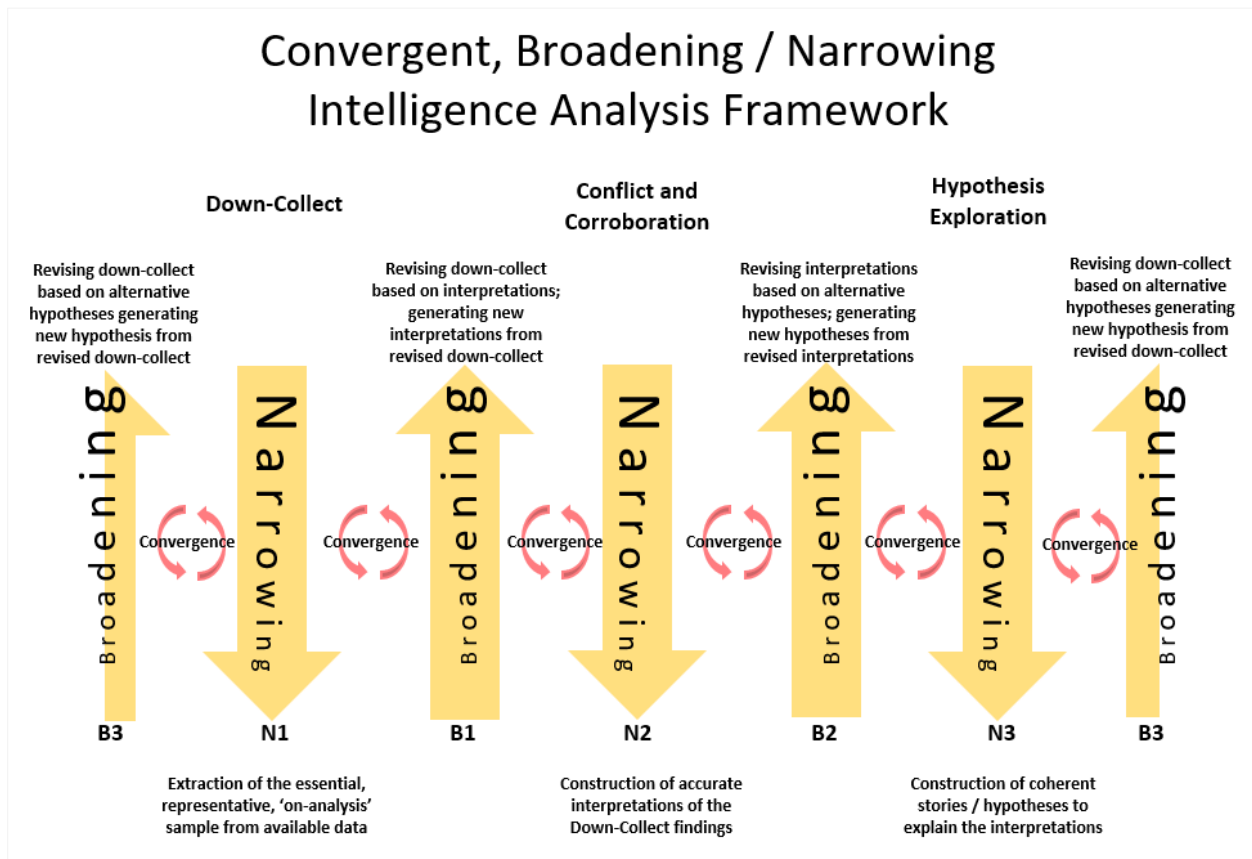 Convergent, Broadening / Narrowing
Intelligence Analysis Framework
Down-Collect
Conflict and
Corroboration
Hypothesis
Exploration
Revising down-collect
based on alternative
hypotheses generating
new hypothesis from
revised down-collect
Revising down-collect
based on interpretations;
generating new
interpretations from
revised down-collect
Revising interpretations
based on alternative
hypotheses; generating
new hypotheses from
revised interpretations
Revising down-collect
based on alternative
hypotheses generating
new hypothesis from
revised down-collect
Broadening
Convergence
Narrowing
Convergence
Broadening
Convergence
Narrowing
Convergence
Broadening
Convergence
Narrowing
Convergence
Broadening
B3
N1
B1
N2
B2
N3
B3
Extraction of the essential,
representative, ‘on-analysis’
sample from available data
Construction of accurate
interpretations of the
Down-Collect findings
Construction of coherent
stories / hypotheses to
explain the interpretations